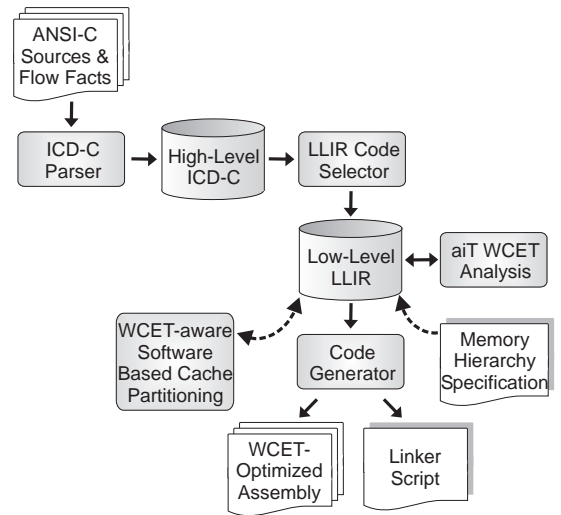 ANSI-C
Sources &
Flow Facts
ICD-C
Parser
High-Level
ICD-C
LLIR Code
Selector
Low-Level
LLIR
aiT WCET
Analysis
WCET-aware
Software
Based Cache
Partitioning
Code
Generator
Memory
Hierarchy
Specification
WCET-
Optimized
Assembly
Linker
Script